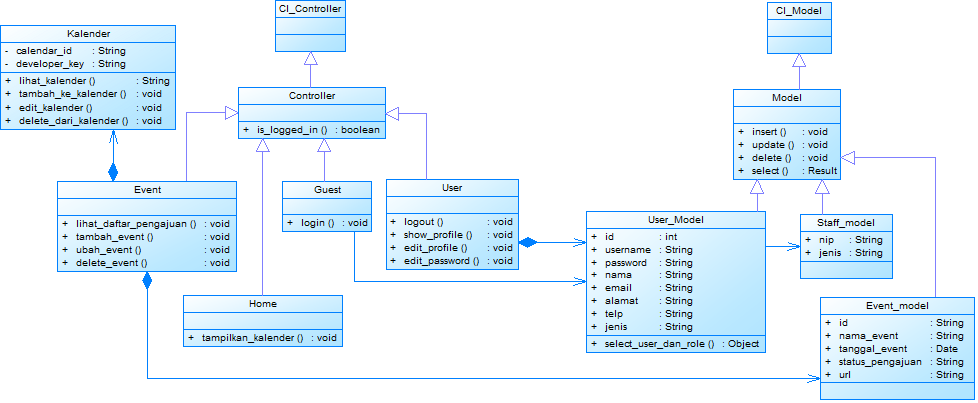 CI_Controller
CI_Model
Kalender
- calendar_id : String
- developer_key : String
+ lihat_kalender () : String
+ tambah_ke_kalender () : void
+ edit_kalender () : void
+ delete_dari_kalender () : void
Controller
+ is_logged_in () : boolean
Model
+ insert () : void
+ update () : void
+ delete () : void
+ select () : Result
Event
+ lihat_daftar_pengajuan () : void
+ tambah_event () : void
+ ubah_event () : void
+ delete_event () : void
Guest
+ login () : void
User
+ logout () : void
+ show_profile () : void
+ edit_profile () : void
+ edit_password () : void
User_Model
+ id : int
+ username : String
+ password : String
+ nama : String
+ email : String
+ alamat : String
+ telp : String
+ jenis : String
+ select_user_dan_role () : Object
Staff_model
+ nip : String
+ jenis : String
Home
+ tampilkan_kalender () : void
Event_model
+ id : String
+ nama_event : String
+ tanggal_event : Date
+ status_pengajuan : String
+ url : String